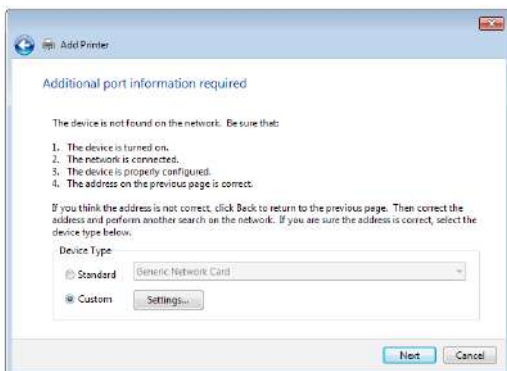 Add Printer
Additional port information required
The device is not found on the network. Be sure that:
1. The device is turned on.
2. The network is connected.
3. The device is properly configured.
4. The address on the previous page is correct.
If you think the address is not correct, click Back to return to the previous page. Then correct the
address and perform another search on the network. If you are sure the address is correct, select the
device type below.
Device Type
Standard Generic Network Card
Custom Settings...
Next Cancel